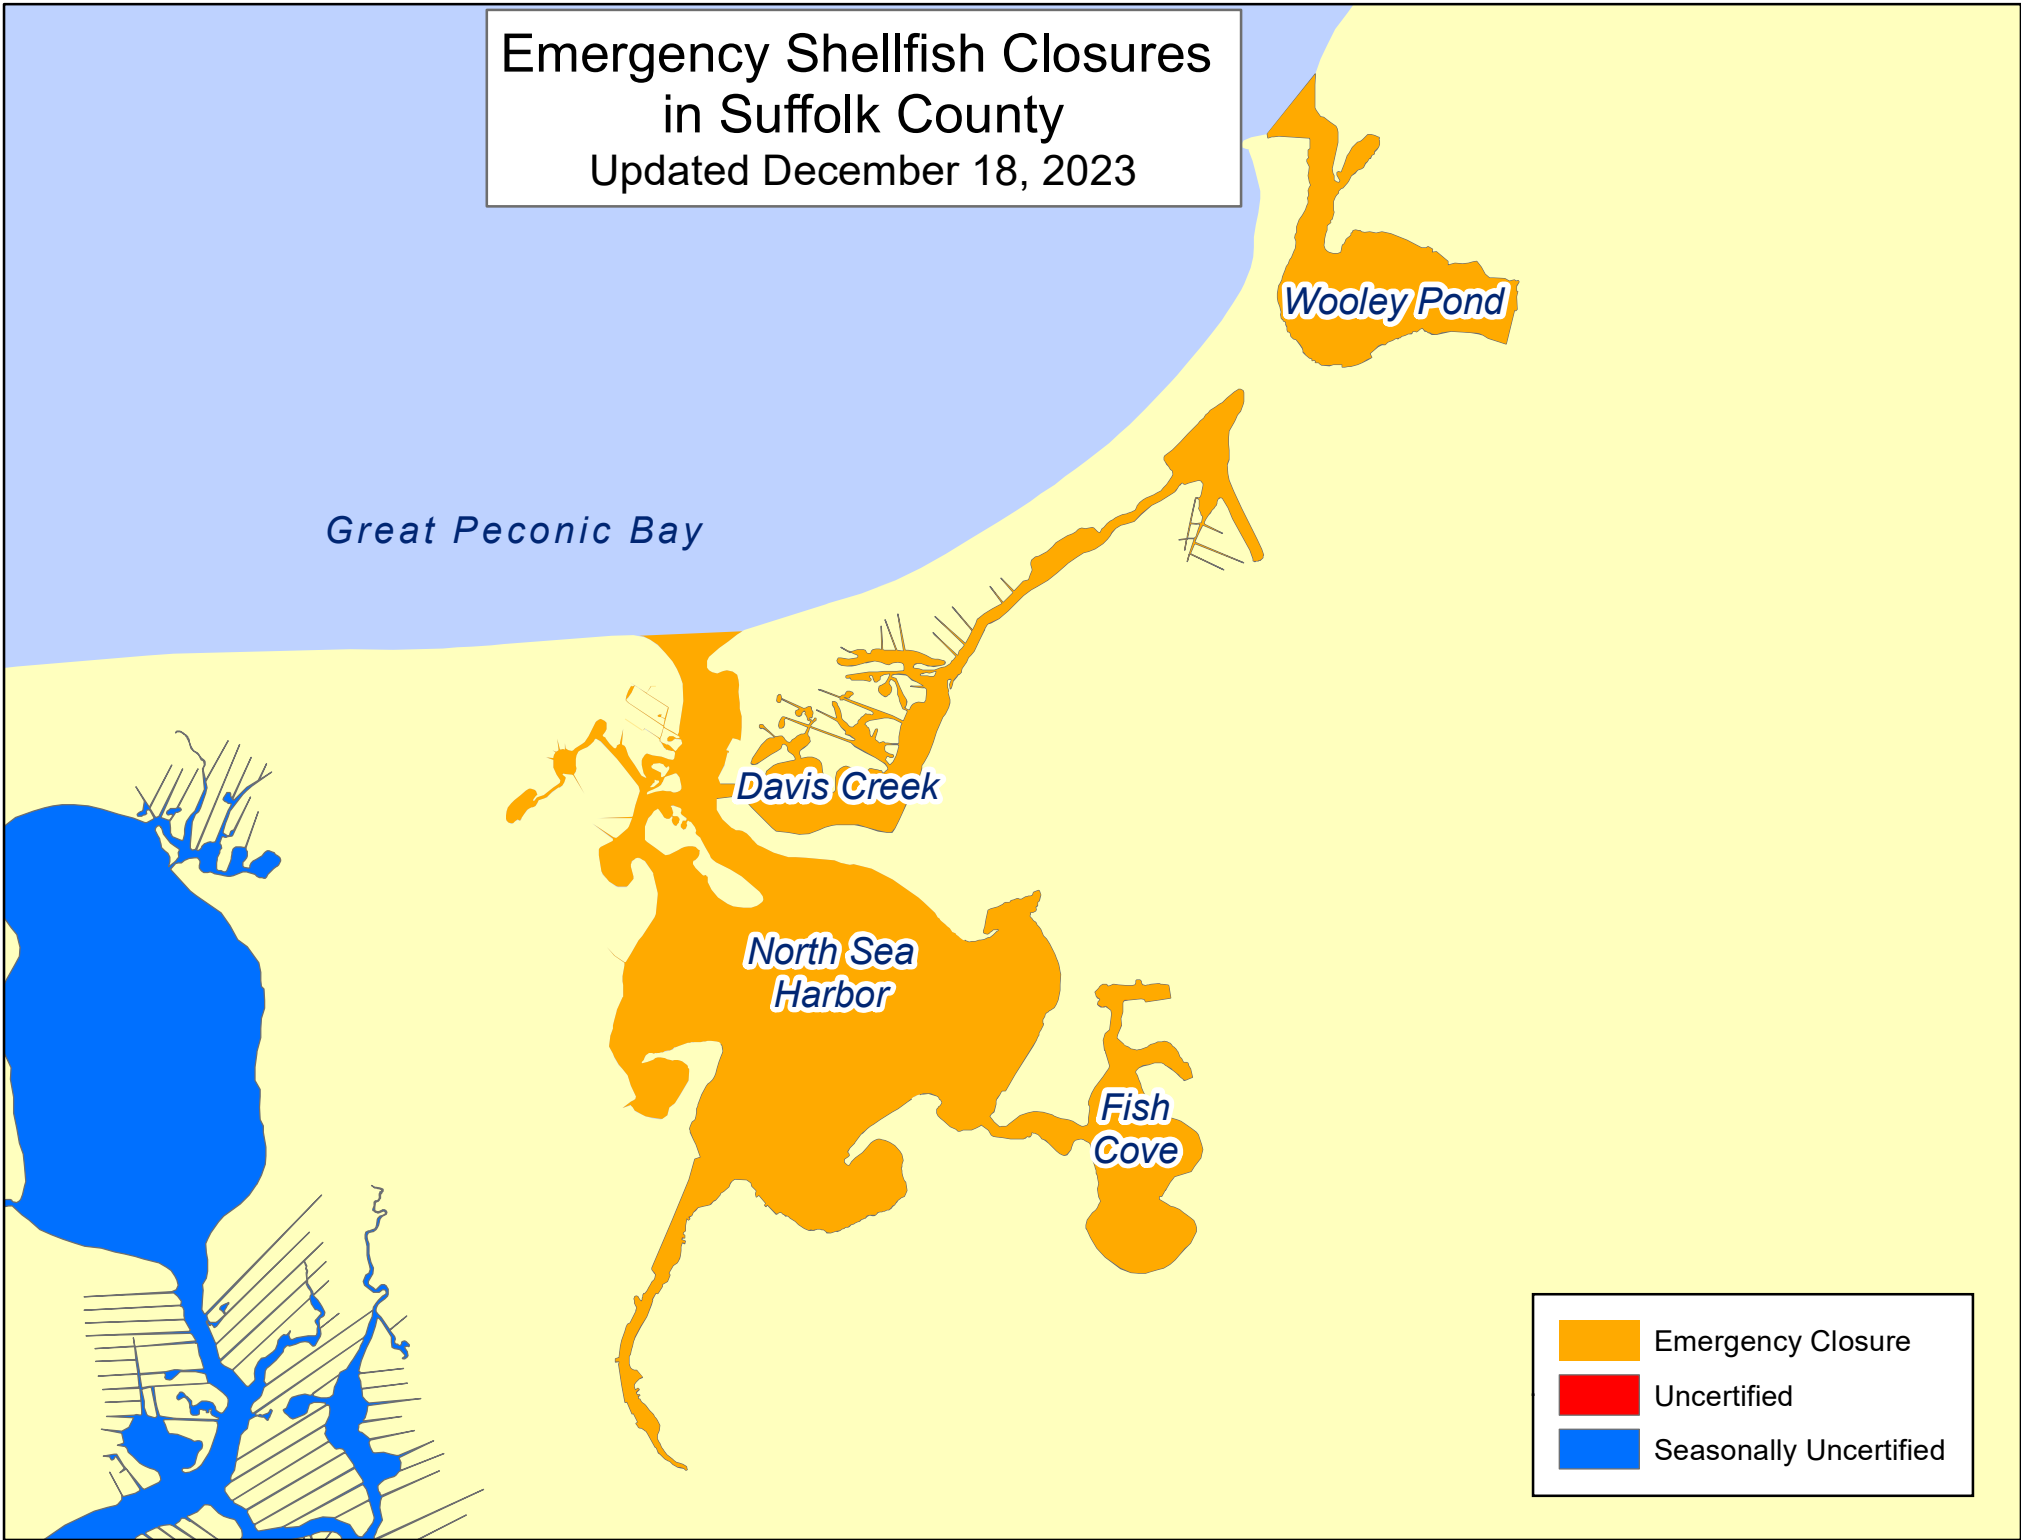 Emergency Shellfish Closures
in Suffolk County
Updated December 18, 2023
Wooley Pond
Great Peconic Bay
Davis Creek
North Sea
Harbor
Fish
Cove
Emergency Closure
Uncertified
Seasonally Uncertified